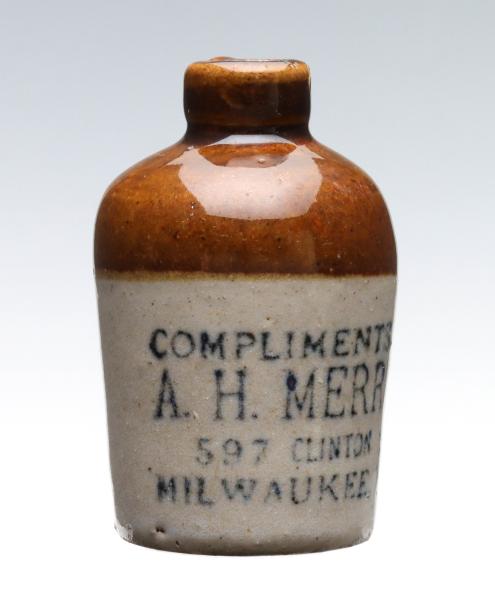 COMPLIMENTS
A. H. MERR
597 CLINTON
MILWAUKEE